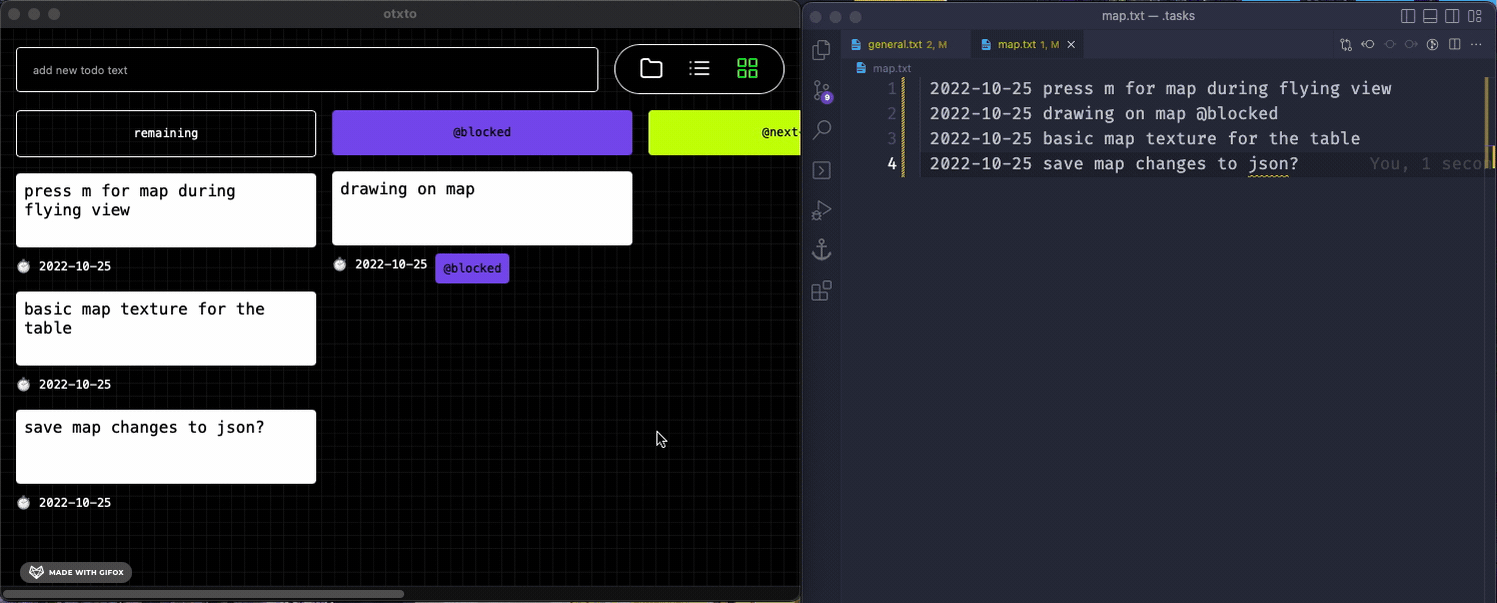 otxto
add new todo text
remaining
@blocked
@next
press m for map during
flying view
2022-10-25
basic map texture for the
table
2022-10-25
save map changes to json?
2022-10-25
drawing on map
2022-10-25 @blocked
MADE WITH GIFOX
map.txt — .tasks
general.txt 2, M
map.txt 1, M
map.txt
9
1 2022-10-25 press m for map during flying view
2 2022-10-25 drawing on map @blocked
3 2022-10-25 basic map texture for the table
4 2022-10-25 save map changes to json? You, 1 secon